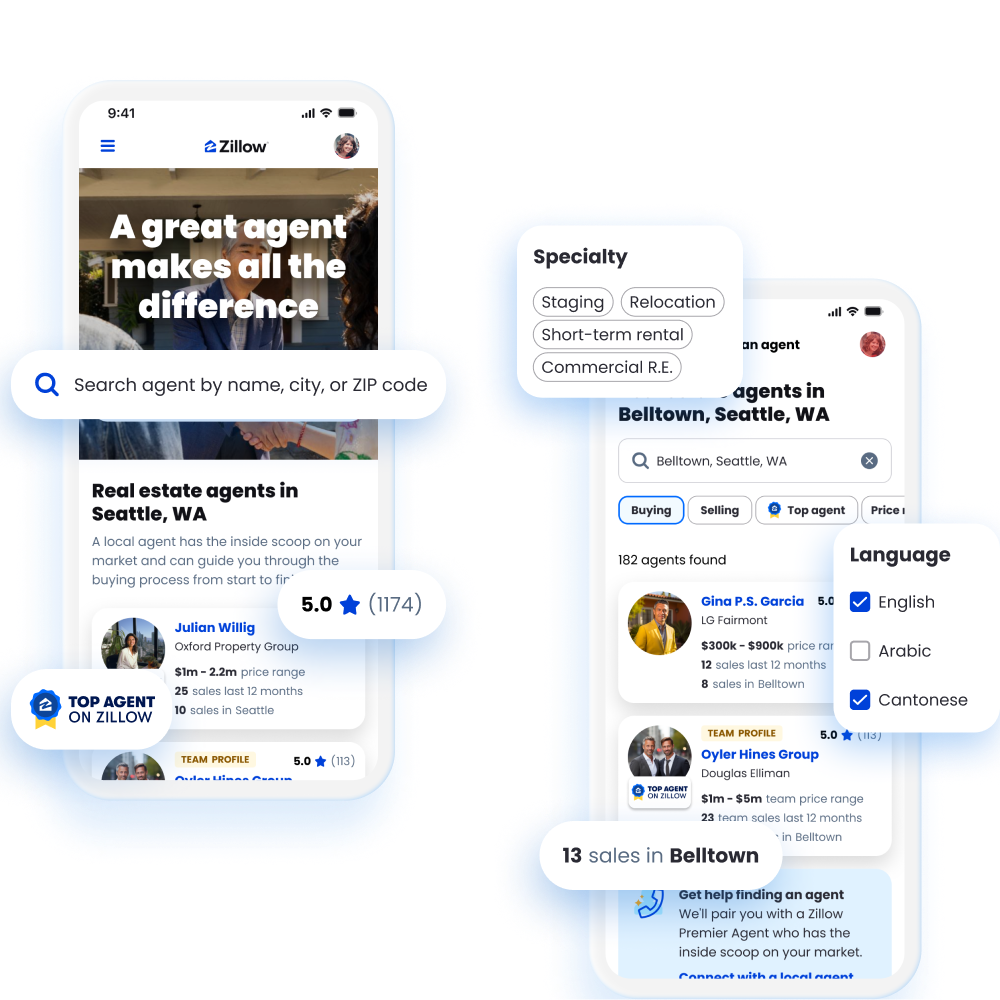 9:41
Zillow
A great agent
makes all the
difference
Search agent by name, city, or ZIP code
Real estate agents in
Seattle, WA
A local agent has the inside scoop on your
market and can guide you through the
buying process from start to
5.0 (1174)
Julian Willig
Oxford Property Group
$1m - 2.2m price range
25 sales last 12 months
10 sales in Seattle
TOP AGENT
ON ZILLOW
TEAM PROFILE 5.0 (113)
Oyler Hines Group
Specialty
Staging Relocation
Short-term rental
Commercial R.E.
an agent
agents in
Belltown, Seattle, WA
Belltown, Seattle, WA
Buying Selling Top agent Price
182 agents found
Language
English
Arabic
Cantonese
Gina P.S. Garcia 5.0
LG Fairmont
$300k - $900k price
12 sales last 12 months
8 sales in Belltown
TEAM PROFILE 5.0 (113)
Oyler Hines Group
Douglas Elliman
TOP AGENT
ON ZILLOW
$1m - $5m team price range
23 team sales last 12 months
in Belltown
13 sales in Belltown
Get help finding an agent
We'll pair you with a Zillow
Premier Agent who has the
inside scoop on your market.
Connect with a local agent